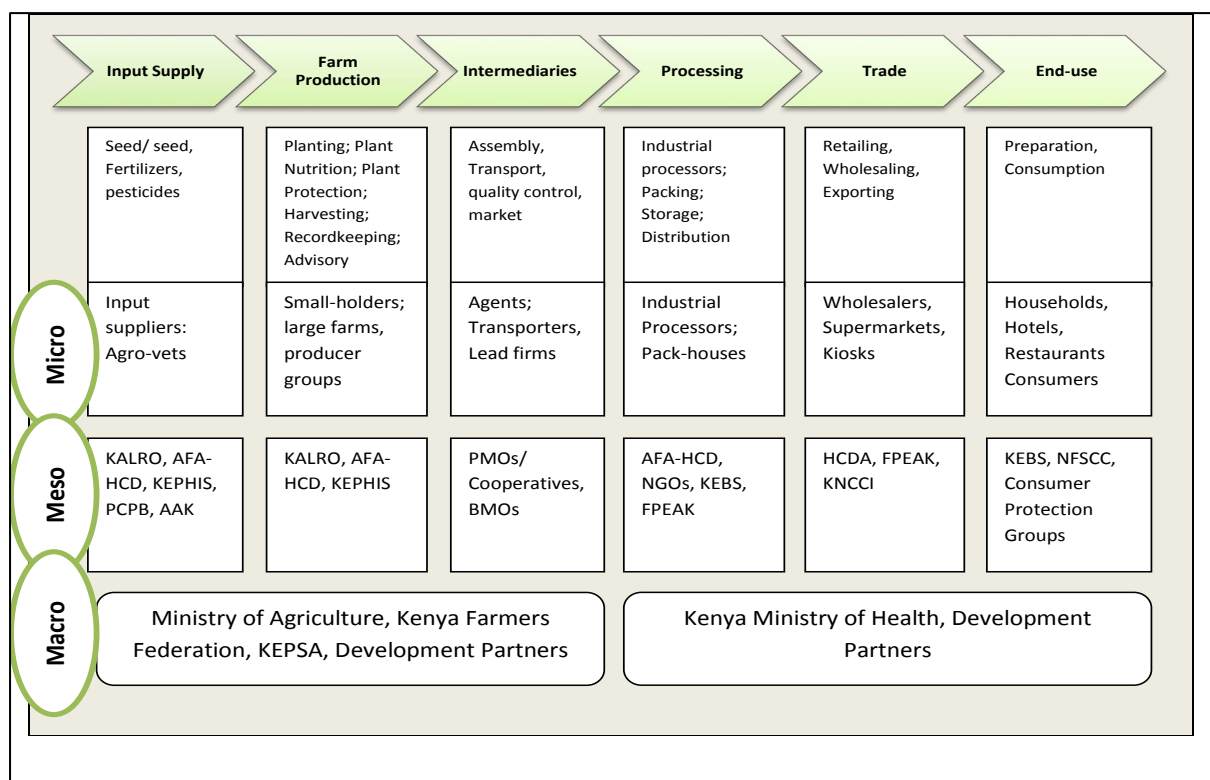 Input Supply
Farm
Production
Intermediaries
Processing
Trade
End-use
Seed/ seed,
Fertilizers,
pesticides
Planting; Plant
Nutrition; Plant
Protection;
Harvesting;
Recordkeeping;
Advisory
Assembly,
Transport,
quality control,
market
Industrial
processors;
Packing;
Storage;
Distribution
Retailing,
Wholesaling,
Exporting
Preparation,
Consumption
Micro
Input
suppliers:
Agro-vets
Small-holders;
large farms,
producer
groups
Agents;
Transporters,
Lead firms
Industrial
Processors;
Pack-houses
Wholesalers,
Supermarkets,
Kiosks
Households,
Hotels,
Restaurants
Consumers
Meso
KALRO, AFA-
HCD, KEPHIS,
PCPB, AAK
KALRO, AFA-
HCD, KEPHIS
PMOs/
Cooperatives,
BMOs
AFA-HCD,
NGOs, KEBS,
FPEAK
HCDA, FPEAK,
KNCCI
KEBS, NFSCC,
Consumer
Protection
Groups
Macro
Ministry of Agriculture, Kenya Farmers
Federation, KEPSA, Development Partners
Kenya Ministry of Health, Development
Partners